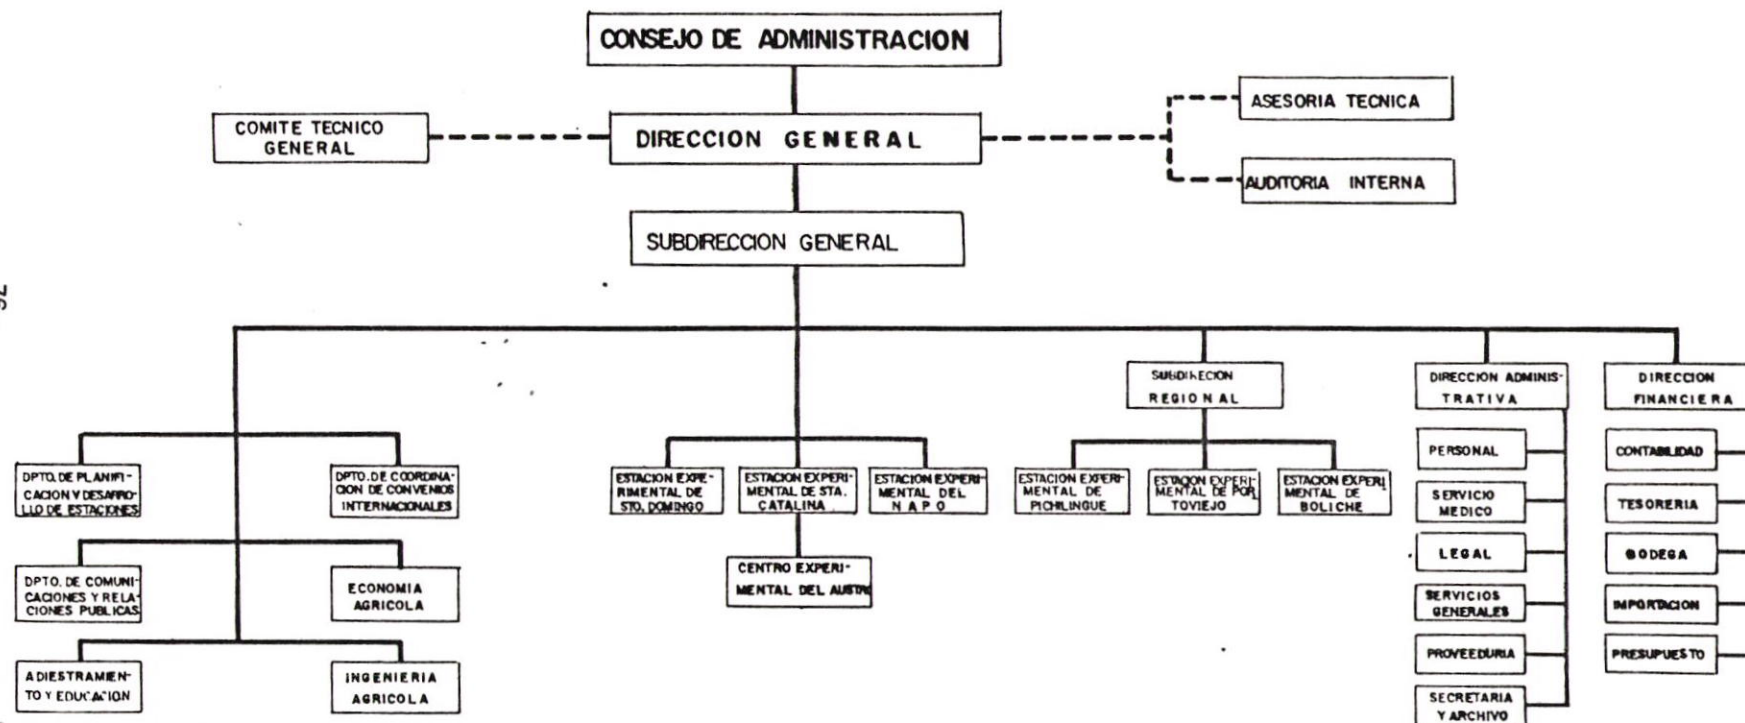 CONSEJO DE ADMINISTRACION
COMITE TECNICO
GENERAL
DIRECCION GENERAL
ASESORIA TECNICA
AUDITORIA INTERNA
SUBDIRECCION GENERAL
92
SUBDIRECION
REGIONAL
DIRECCION ADMINIS-
TRATIVA
DIRECCION
FINANCIERA
DPTO. DE PLANIFI-
CACION Y DESARRO-
LLO DE ESTACIONES
DPTO. DE COORDINA-
CION DE CONVENIOS
INTERNACIONALES
ESTACION EXPE-
RIMENTAL DE
STO. DOMINGO
ESTACION EXPERI-
MENTAL DE STA.
CATALINA
ESTACION EXPERI-
MENTAL DEL
NAPO
ESTACION EXPERI-
MENTAL DE
PICHILINGUE
ESTACION EXPERI-
MENTAL DE POR
TOVIEJO
ESTACION EXPERI
MENTAL DE
BOLICHE
DPTO. DE COMUNI-
CACIONES Y RELA-
CIONES PUBLICAS
ECONOMIA
AGRICOLA
CENTRO EXPERI-
MENTAL DEL AUSTRO
ADIESTRAMIEN-
TO Y EDUCACION
INGENIERIA
AGRICOLA
PERSONAL
SERVICIO
MEDICO
LEGAL
SERVICIOS
GENERALES
PROVEEDURIA
SECRETARIA
Y ARCHIVO
CONTABILIDAD
TESORERIA
BODEGA
IMPORTACION
PRESUPUESTO